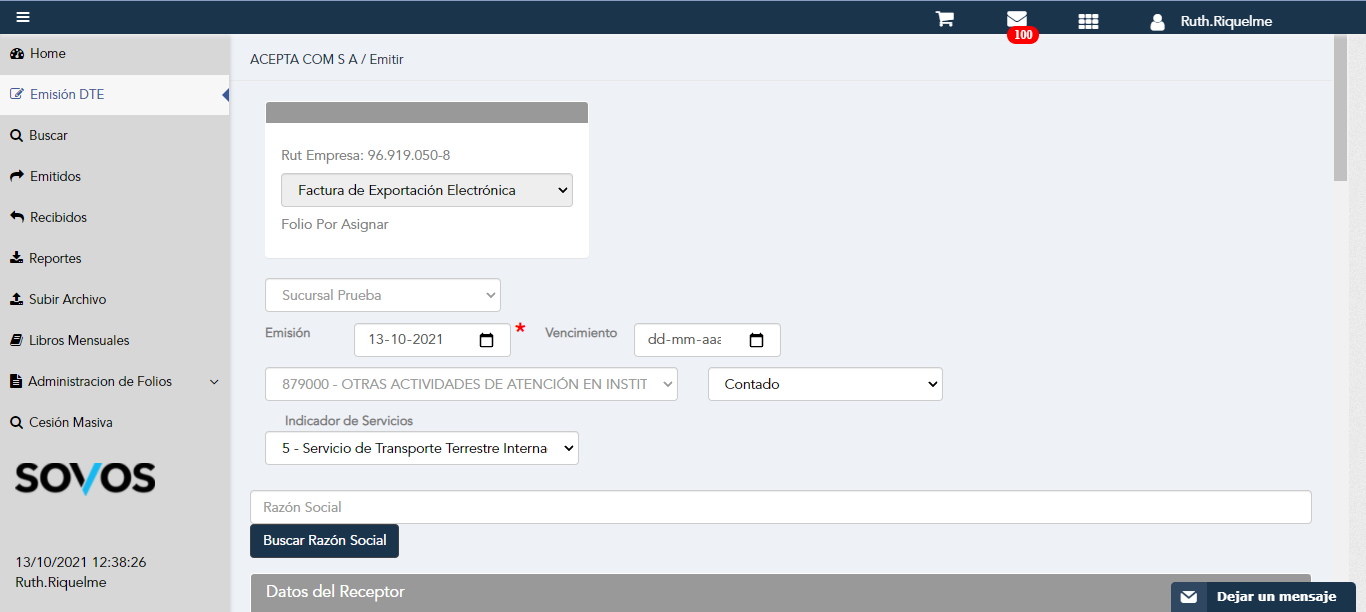 100
Ruth.Riquelme
Home
Emisión DTE
Buscar
Emitidos
Recibidos
Reportes
Subir Archivo
Libros Mensuales
Administracion de Folios
Cesión Masiva
SOVOS
13/10/2021 12:38:26
Ruth.Riquelme
ACEPTA COM S A / Emitir
Rut Empresa: 96.919.050-8
Factura de Exportación Electrónica
Folio Por Asignar
Sucursal Prueba
Emisión 13-10-2021 * Vencimiento dd-mm-aaa
879000 - OTRAS ACTIVIDADES DE ATENCIÓN EN INSTIT Contado
Indicador de Servicios
5 - Servicio de Transporte Terrestre Interna
Razón Social
Buscar Razón Social
Datos del Receptor
Dejar un mensaje